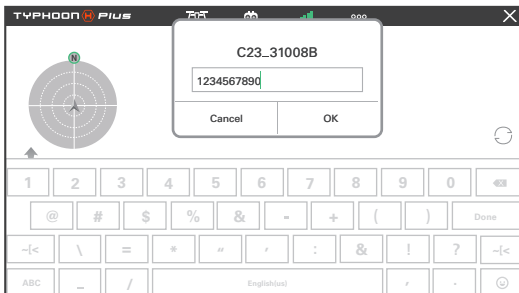 TYPHOON H PLUS
C23_31008B
1234567890
Cancel OK
N
1 2 3 4 5 6 7 8 9 0
@ # $ % & - + ( ) Done
~[< \ = * " ' : & ! ? ~[<
ABC _ / English(us) , .